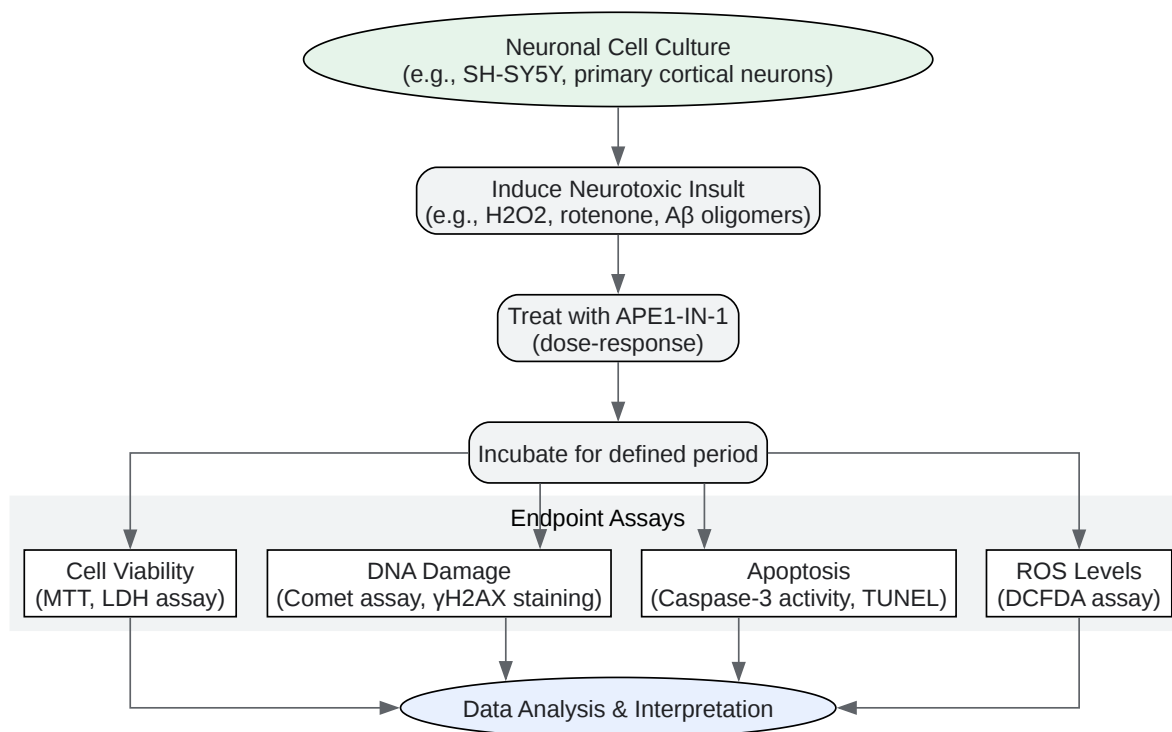 Neuronal Cell Culture
(e.g., SH-SY5Y, primary cortical neurons)
Induce Neurotoxic Insult
(e.g., H2O2, rotenone, Aβ oligomers)
Treat with APE1-IN-1
(dose-response)
Incubate for defined period
Endpoint Assays
Cell Viability
(MTT, LDH assay)
DNA Damage
(Comet assay, γH2AX staining)
Apoptosis
(Caspase-3 activity, TUNEL)
ROS Levels
(DCFDA assay)
Data Analysis & Interpretation